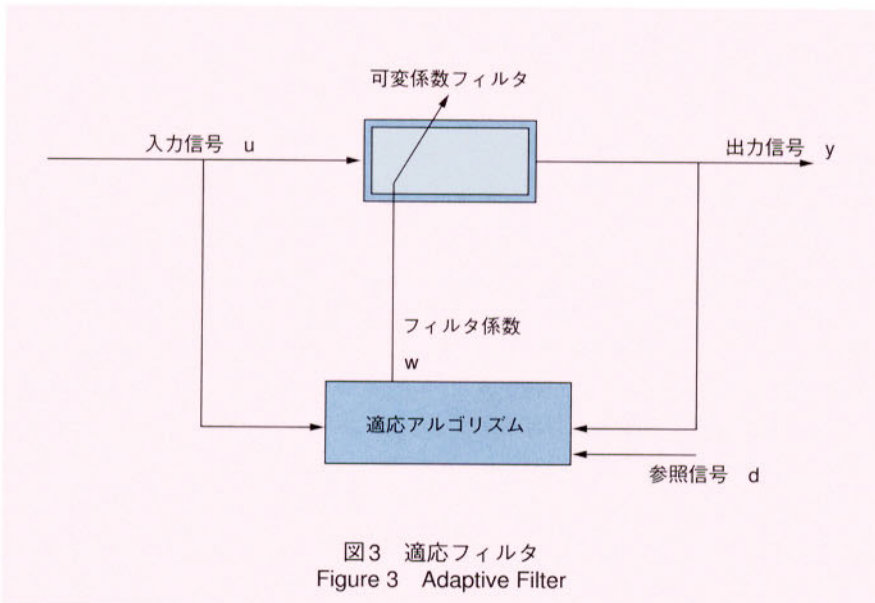 可変係数フィルタ
入力信号 u
出力信号 y
フィルタ係数
w
適応アルゴリズム
参照信号 d
図3 適応フィルタ
Figure 3 Adaptive Filter